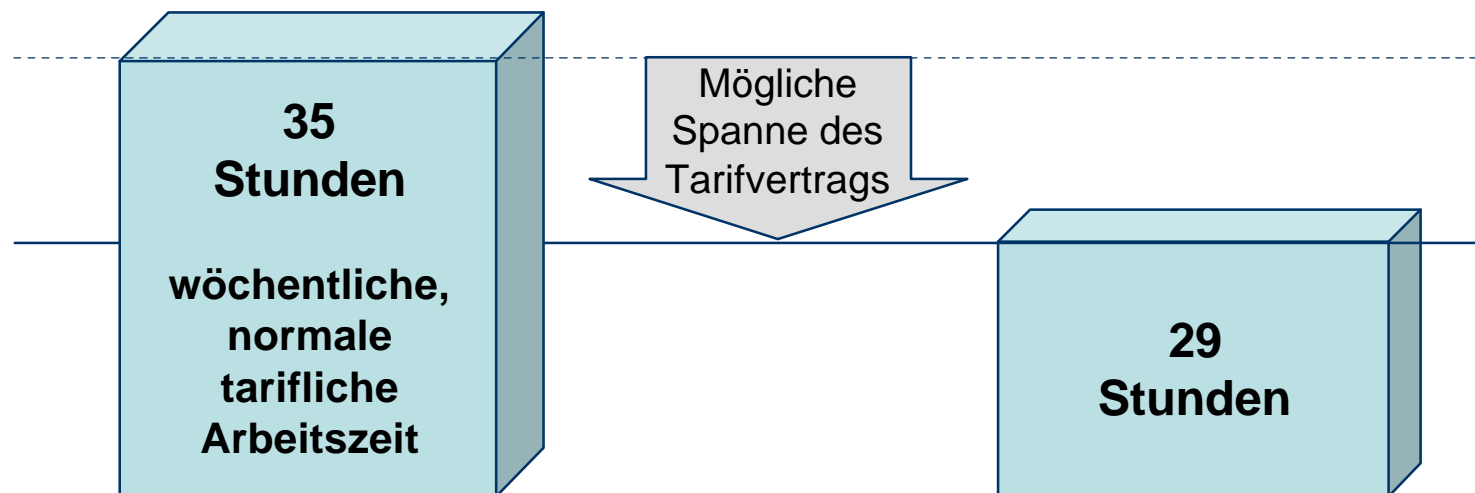 35
Stunden
wöchentliche,
normale
tarifliche
Arbeitszeit
Mögliche
Spanne des
Tarifvertrags
29
Stunden